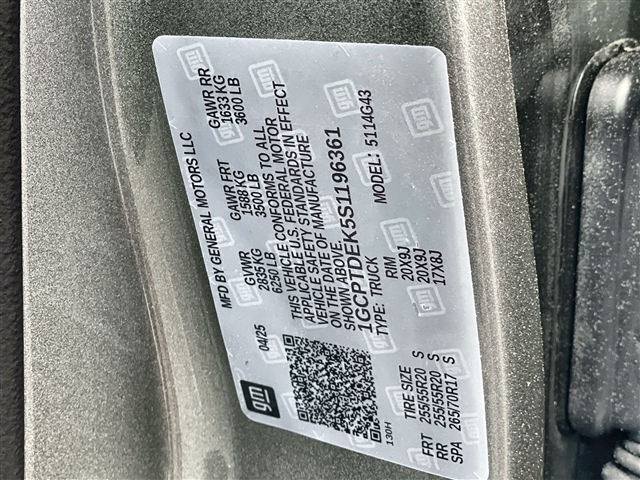 gm
MFD BY GENERAL MOTORS LLC
04/25 GVWR GAWR FRT GAWR RR
2835 KG 1588 KG 1633 KG
6250 LB 3500 LB 3600 LB
THIS VEHICLE CONFORMS TO ALL
APPLICABLE U.S. FEDERAL MOTOR
VEHICLE SAFETY STANDARDS IN EFFECT
ON THE DATE OF MANUFACTURE
SHOWN ABOVE.
1GCPTDEK5S1196361
TYPE: TRUCK MODEL: 5114G43
130H
TIRE SIZE RIM
FRT 255/55R20 S 20X9J
RR 255/55R20 S 20X9J
SPA 265/70R17 S 17X8J